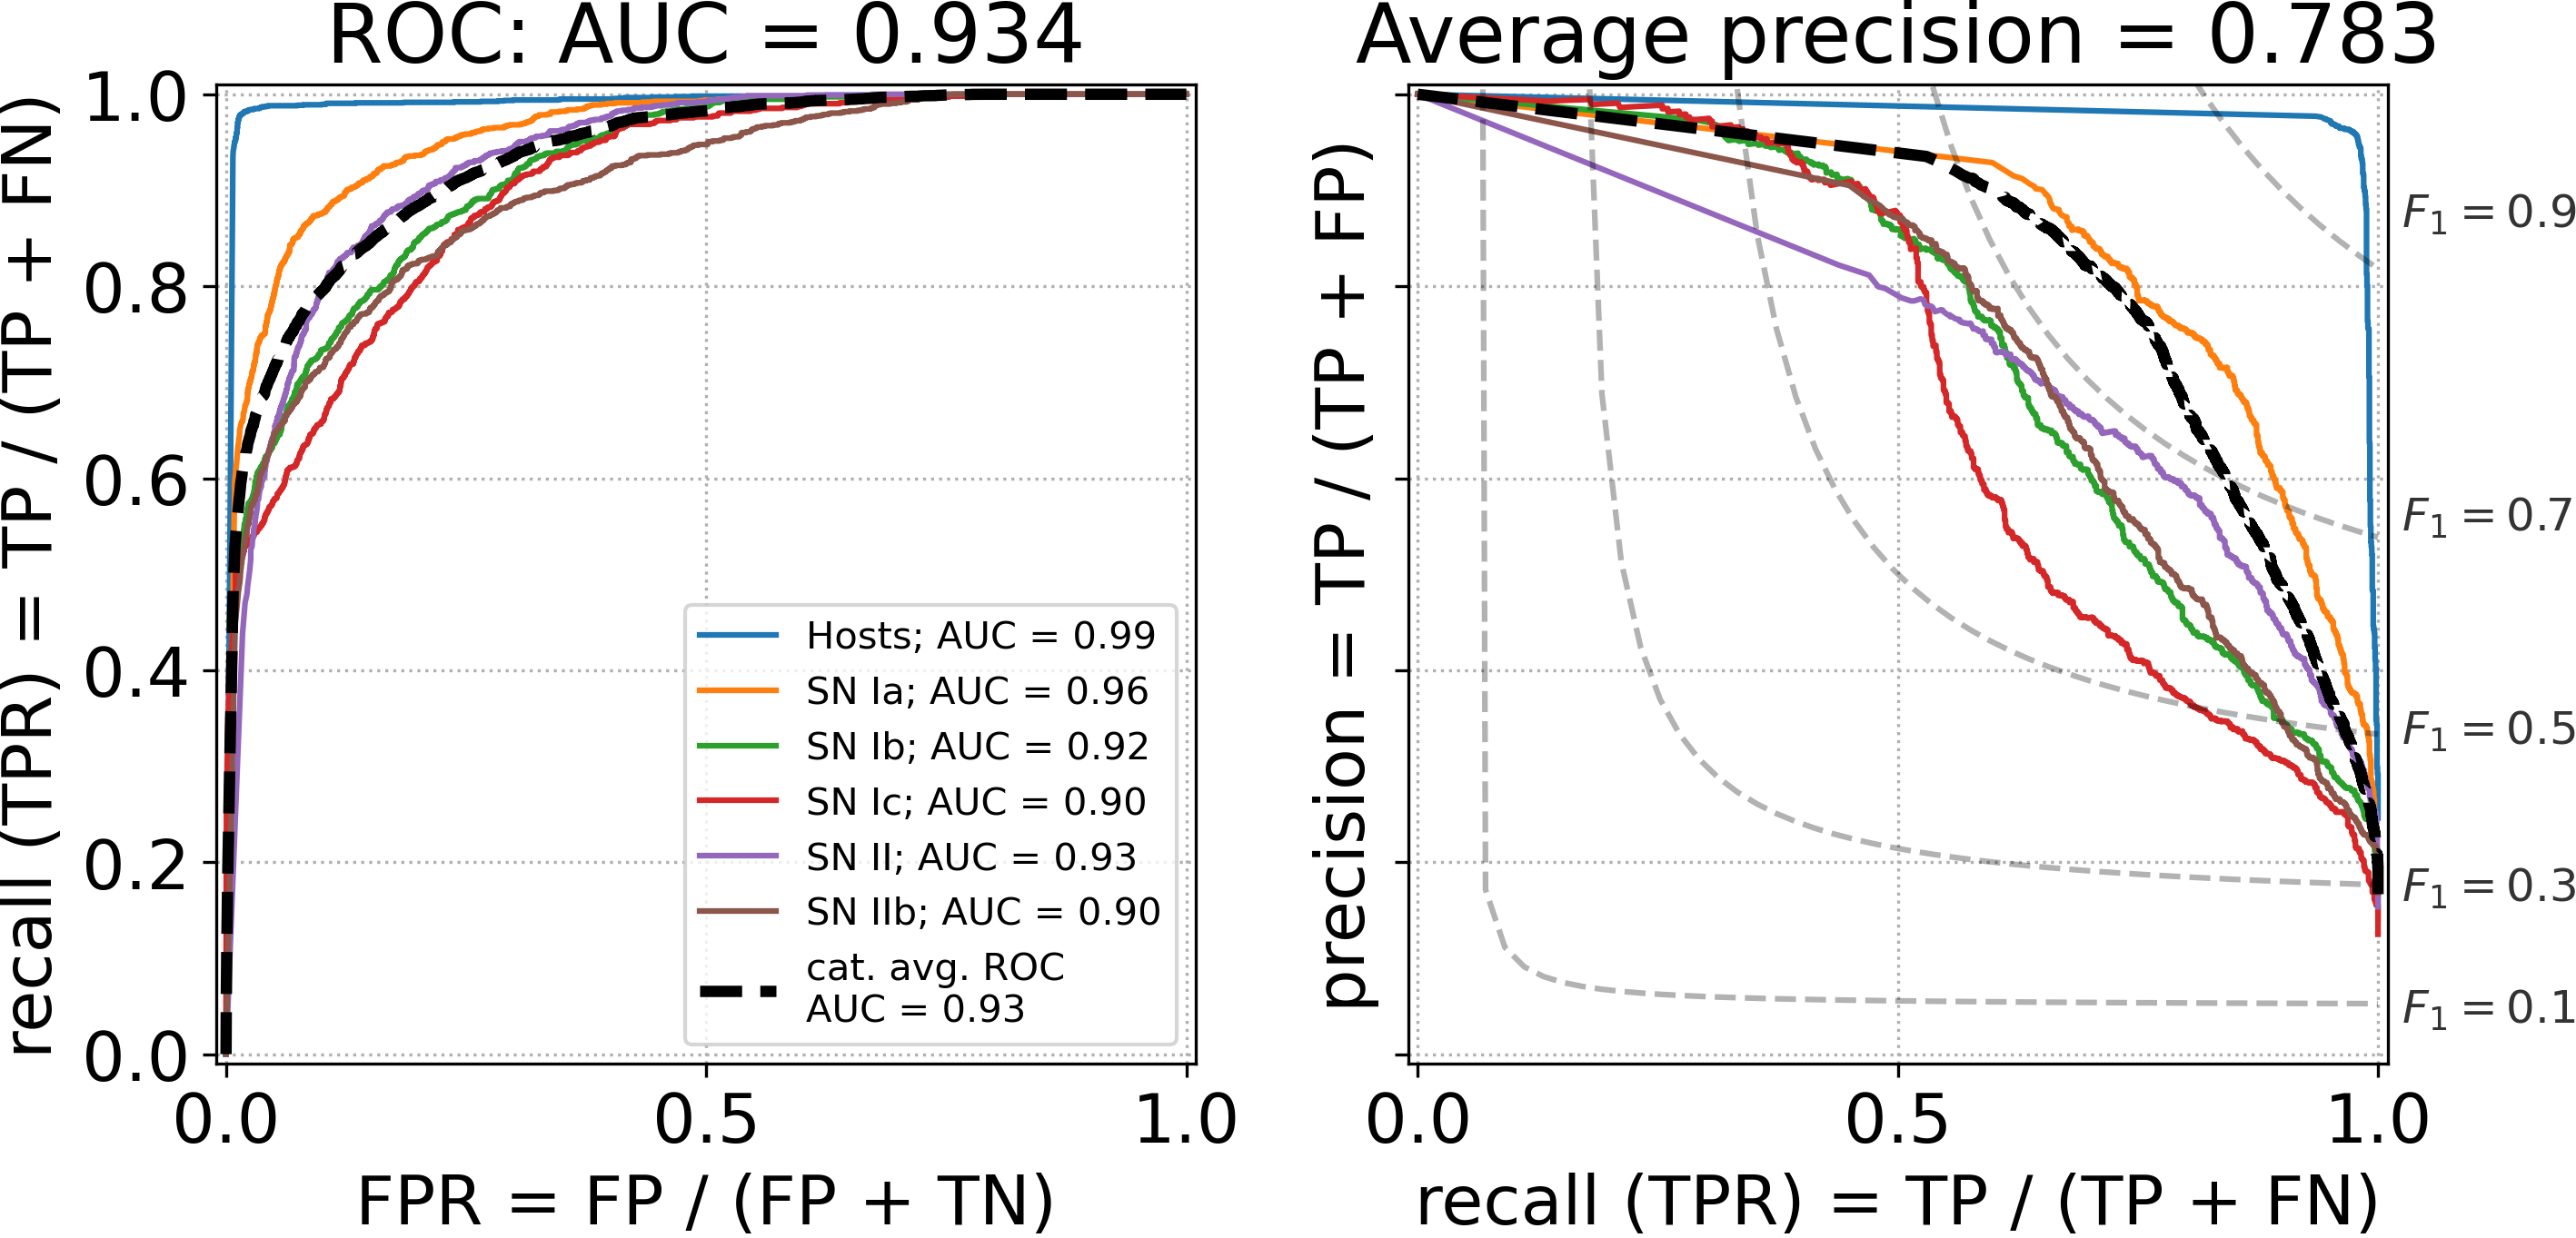 ROC: AUC = 0.934
recall (TPR) = TP / (TP + FN)
1.0
0.8
0.6
0.4
0.2
0.0
Hosts; AUC = 0.99
SN Ia; AUC = 0.96
SN Ib; AUC = 0.92
SN Ic; AUC = 0.90
SN II; AUC = 0.93
SN IIb; AUC = 0.90
cat. avg. ROC
AUC = 0.93
0.0 0.5 1.0
FPR = FP / (FP + TN)
Average precision = 0.783
precision = TP / (TP + FP)
F₁ = 0.9
F₁ = 0.7
F₁ = 0.5
F₁ = 0.3
F₁ = 0.1
0.0 0.5 1.0
recall (TPR) = TP / (TP + FN)